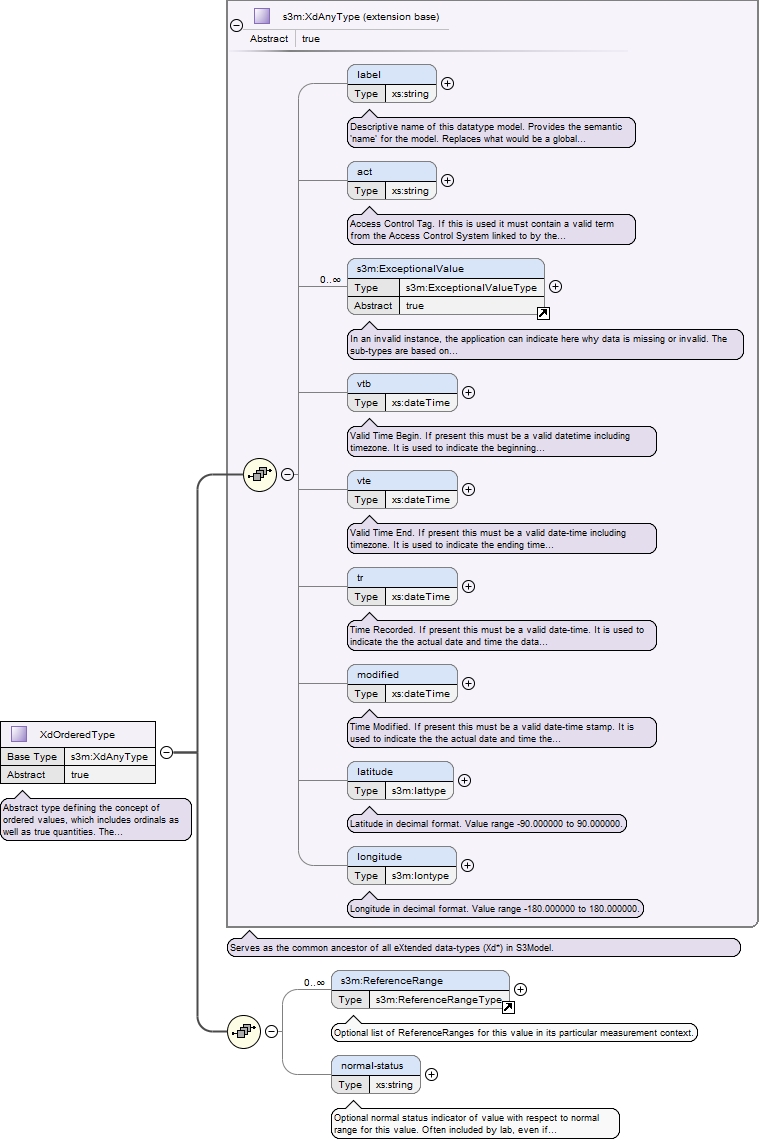 s3m:XdAnyType (extension base)
Abstract true
label
Type xs:string
Descriptive name of this datatype model. Provides the semantic
'name' for the model. Replaces what would be a global...
act
Type xs:string
Access Control Tag. If this is used it must contain a valid term
from the Access Control System linked to by the...
0..∞
s3m:ExceptionalValue
Type s3m:ExceptionalValueType
Abstract true
In an invalid instance, the application can indicate here why data is missing or invalid. The
sub-types are based on...
vtb
Type xs:dateTime
Valid Time Begin. If present this must be a valid datetime including
timezone. It is used to indicate the beginning...
vte
Type xs:dateTime
Valid Time End. If present this must be a valid date-time including
timezone. It is used to indicate the ending time...
tr
Type xs:dateTime
Time Recorded. If present this must be a valid date-time. It is used to
indicate the the actual date and time the data...
modified
Type xs:dateTime
Time Modified. If present this must be a valid date-time stamp. It is
used to indicate the the actual date and time the...
latitude
Type s3m:lattype
Latitude in decimal format. Value range -90.000000 to 90.000000.
longitude
Type s3m:lontype
Longitude in decimal format. Value range -180.000000 to 180.000000.
Serves as the common ancestor of all eXtended data-types (Xd*) in S3Model.
XdOrderedType
Base Type s3m:XdAnyType
Abstract true
Abstract type defining the concept of
ordered values, which includes ordinals as
well as true quantities. The...
0..∞
s3m:ReferenceRange
Type s3m:ReferenceRangeType
Optional list of ReferenceRanges for this value in its particular measurement context.
normal-status
Type xs:string
Optional normal status indicator of value with respect to normal
range for this value. Often included by lab, even if...